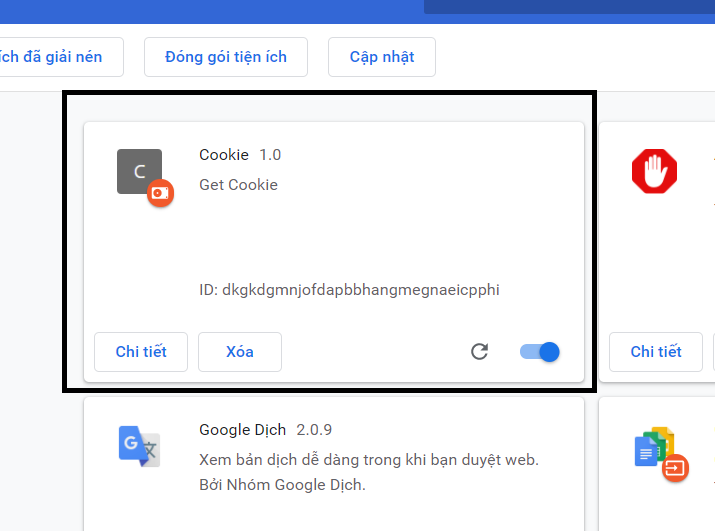 ích đã giải nén
Đóng gói tiện ích
Cập nhật
C
Cookie 1.0
Get Cookie
ID: dkgkdgmnjofdapbbhangmegnaeicpphi
Chi tiết
Xóa
Chi tiết
G
文
Google Dịch 2.0.9
Xem bản dịch dễ dàng trong khi bạn duyệt web.
Bởi Nhóm Google Dịch.